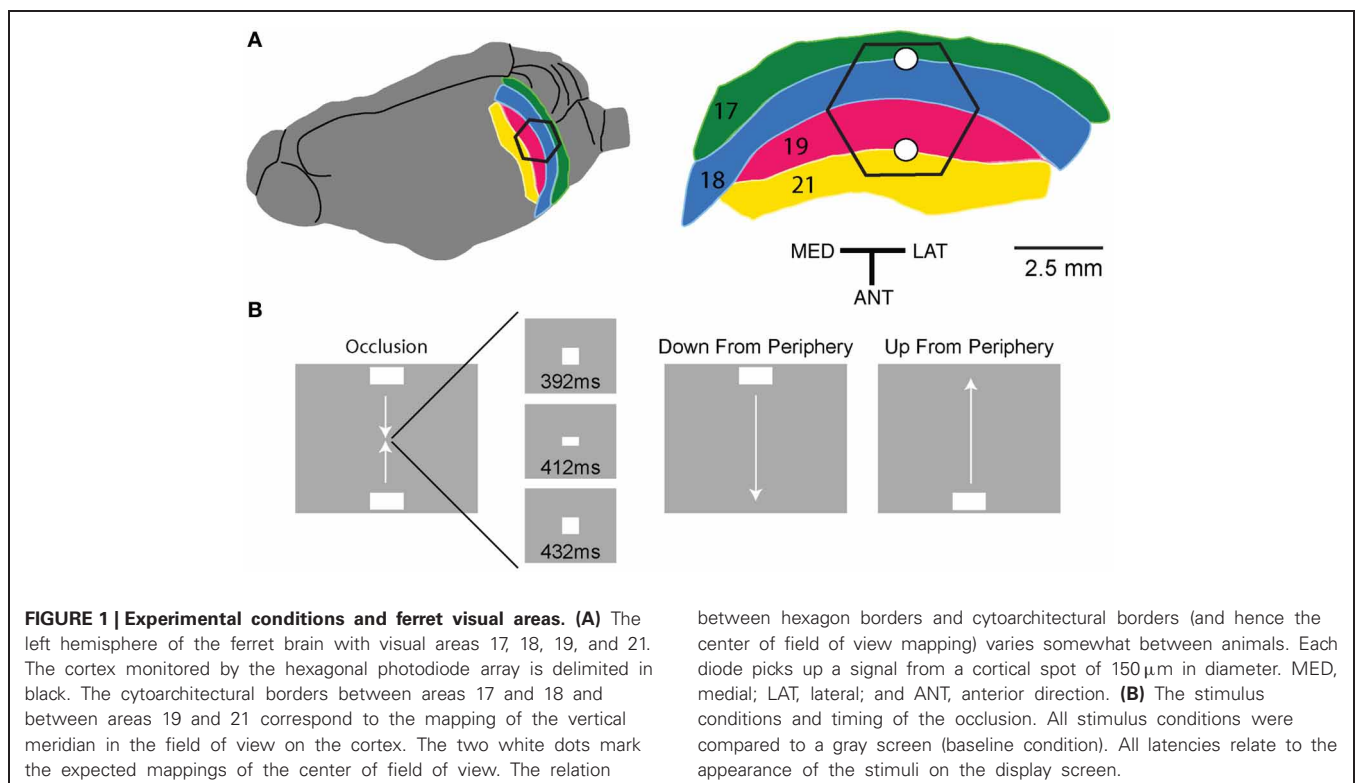 A
17
18
19
21
MED
LAT
ANT
2.5 mm
B
Occlusion
392ms
412ms
432ms
Down From Periphery
Up From Periphery
FIGURE 1 | Experimental conditions and ferret visual areas. (A) The
left hemisphere of the ferret brain with visual areas 17, 18, 19, and 21.
The cortex monitored by the hexagonal photodiode array is delimited in
black. The cytoarchitectural borders between areas 17 and 18 and
between areas 19 and 21 correspond to the mapping of the vertical
meridian in the field of view on the cortex. The two white dots mark
the expected mappings of the center of field of view. The relation
between hexagon borders and cytoarchitectural borders (and hence the
center of field of view mapping) varies somewhat between animals. Each
diode picks up a signal from a cortical spot of 150 μm in diameter. MED,
medial; LAT, lateral; and ANT, anterior direction. (B) The stimulus
conditions and timing of the occlusion. All stimulus conditions were
compared to a gray screen (baseline condition). All latencies relate to the
appearance of the stimuli on the display screen.